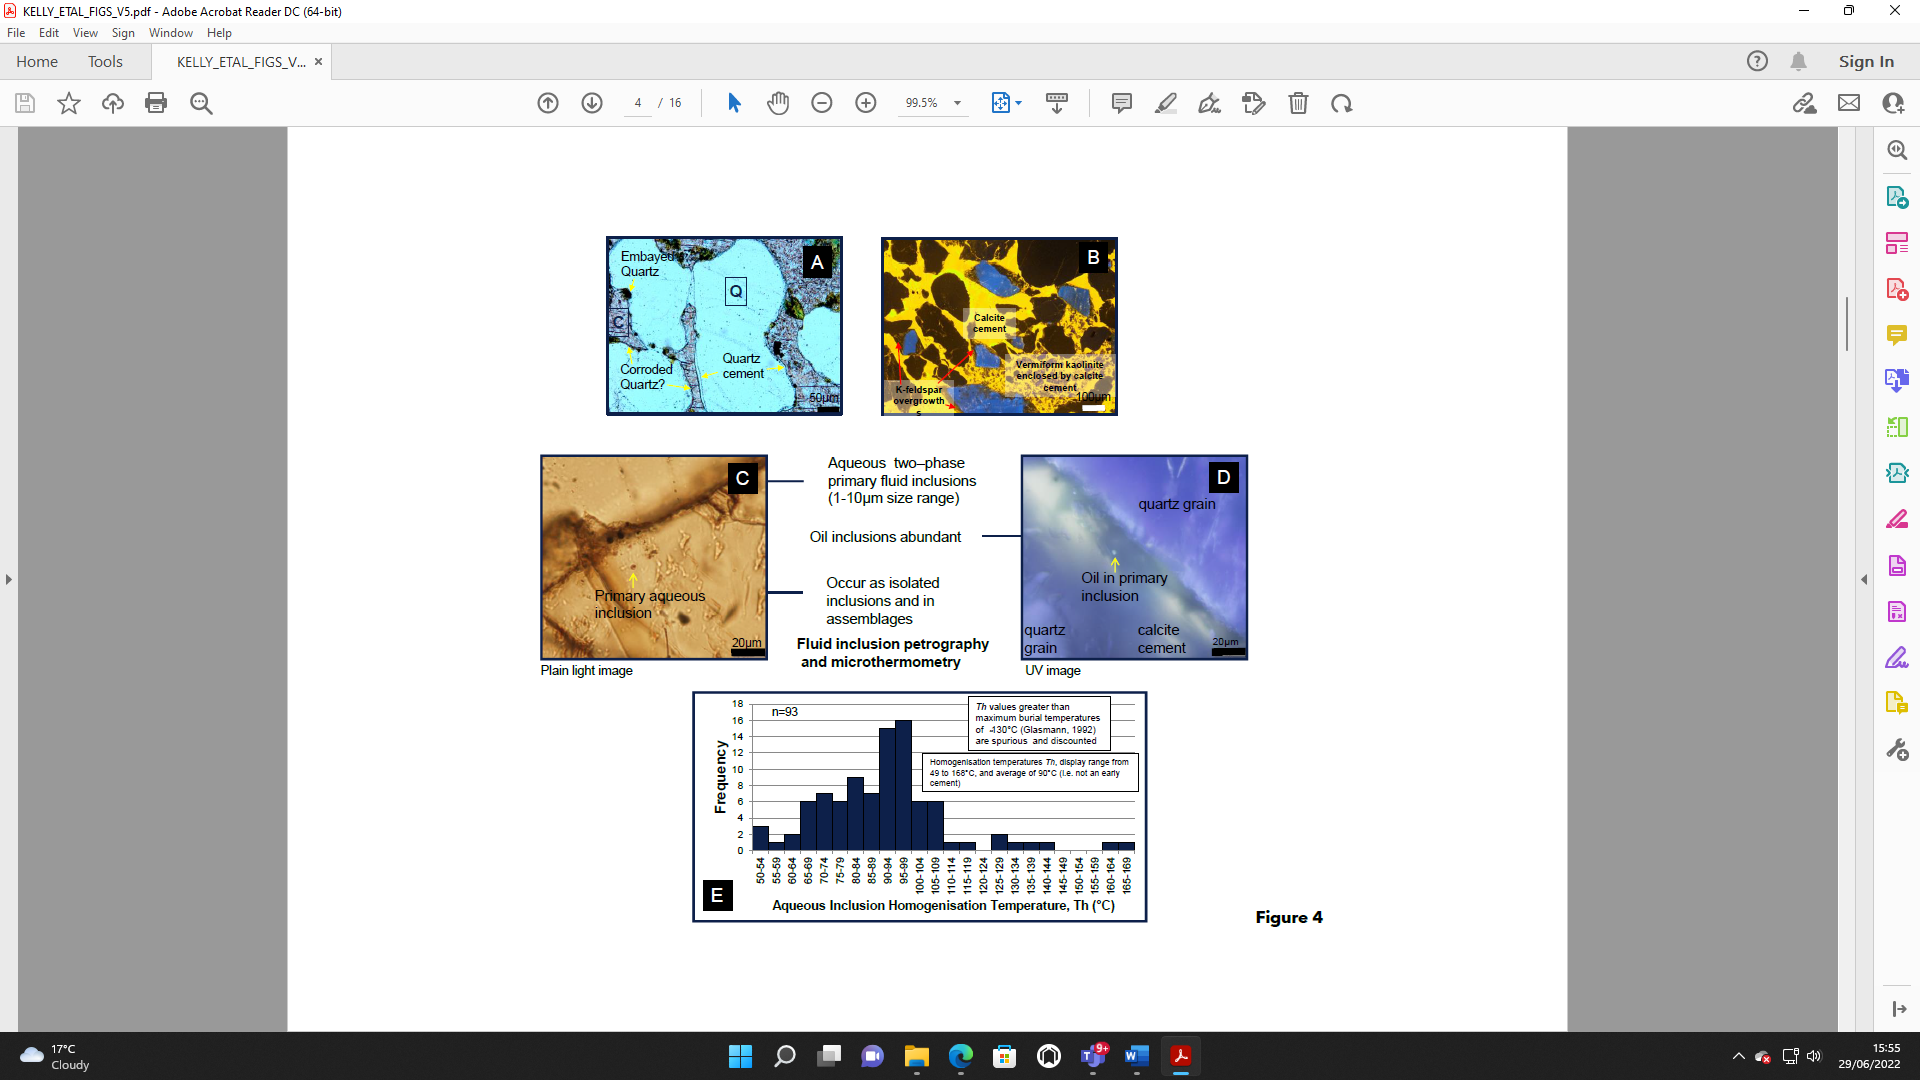 KELLY_ETAL_FIGS_V5.pdf - Adobe Acrobat Reader DC (64-bit)
File Edit View Sign Window Help
Home Tools KELLY_ETAL_FIGS_V... × Sign In
4 / 16 99.5%
Embayed
Quartz
A
Q
C
Quartz
cement
Corroded
Quartz?
50µm
B
Calcite
cement
Vermiform kaolinite
enclosed by calcite
cement
K-feldspar
overgrowth
s
100µm
C
Primary aqueous
inclusion
20µm
Plain light image
Aqueous two–phase
primary fluid inclusions
(1-10µm size range)
Oil inclusions abundant
Occur as isolated
inclusions and in
assemblages
Fluid inclusion petrography
and microthermometry
D
quartz grain
Oil in primary
inclusion
quartz
grain
calcite
cement
20µm
UV image
n=93
Th values greater than
maximum burial temperatures
of ~130°C (Glasmann, 1992)
are spurious and discounted
Homogenisation temperatures Th, display range from
49 to 168°C, and average of 90°C (i.e. not an early
cement)
Frequency
18
16
14
12
10
8
6
4
2
0
50-54 55-59 60-64 65-69 70-74 75-79 80-84 85-89 90-94 95-99 100-104 105-109 110-114 115-119 120-124 125-129 130-134 135-139 140-144 145-149 150-154 155-159 160-164 165-169
E
Aqueous Inclusion Homogenisation Temperature, Th (°C)
Figure 4
17°C
Cloudy
9+
15:55
29/06/2022